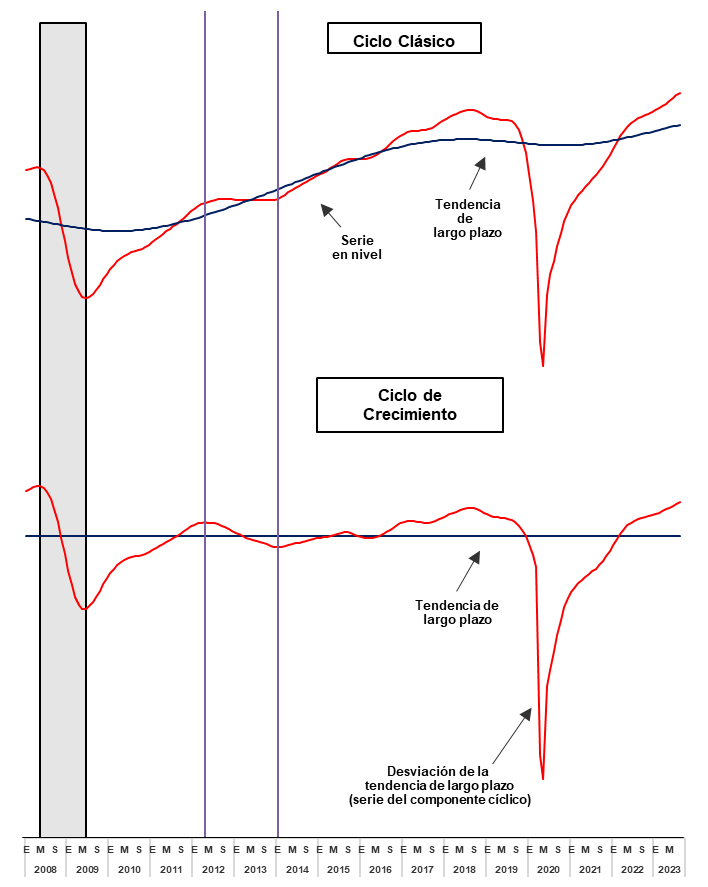 Ciclo Clásico
Tendencia
de
largo plazo
Serie
en nivel
Ciclo de
Crecimiento
Tendencia de
largo plazo
Desviación de la
tendencia de largo plazo
(serie del componente cíclico)
E M S E M S E M S E M S E M S E M S E M S E M S E M S E M S E M S E M S E M S E M S E M S E M
2008 2009 2010 2011 2012 2013 2014 2015 2016 2017 2018 2019 2020 2021 2022 2023